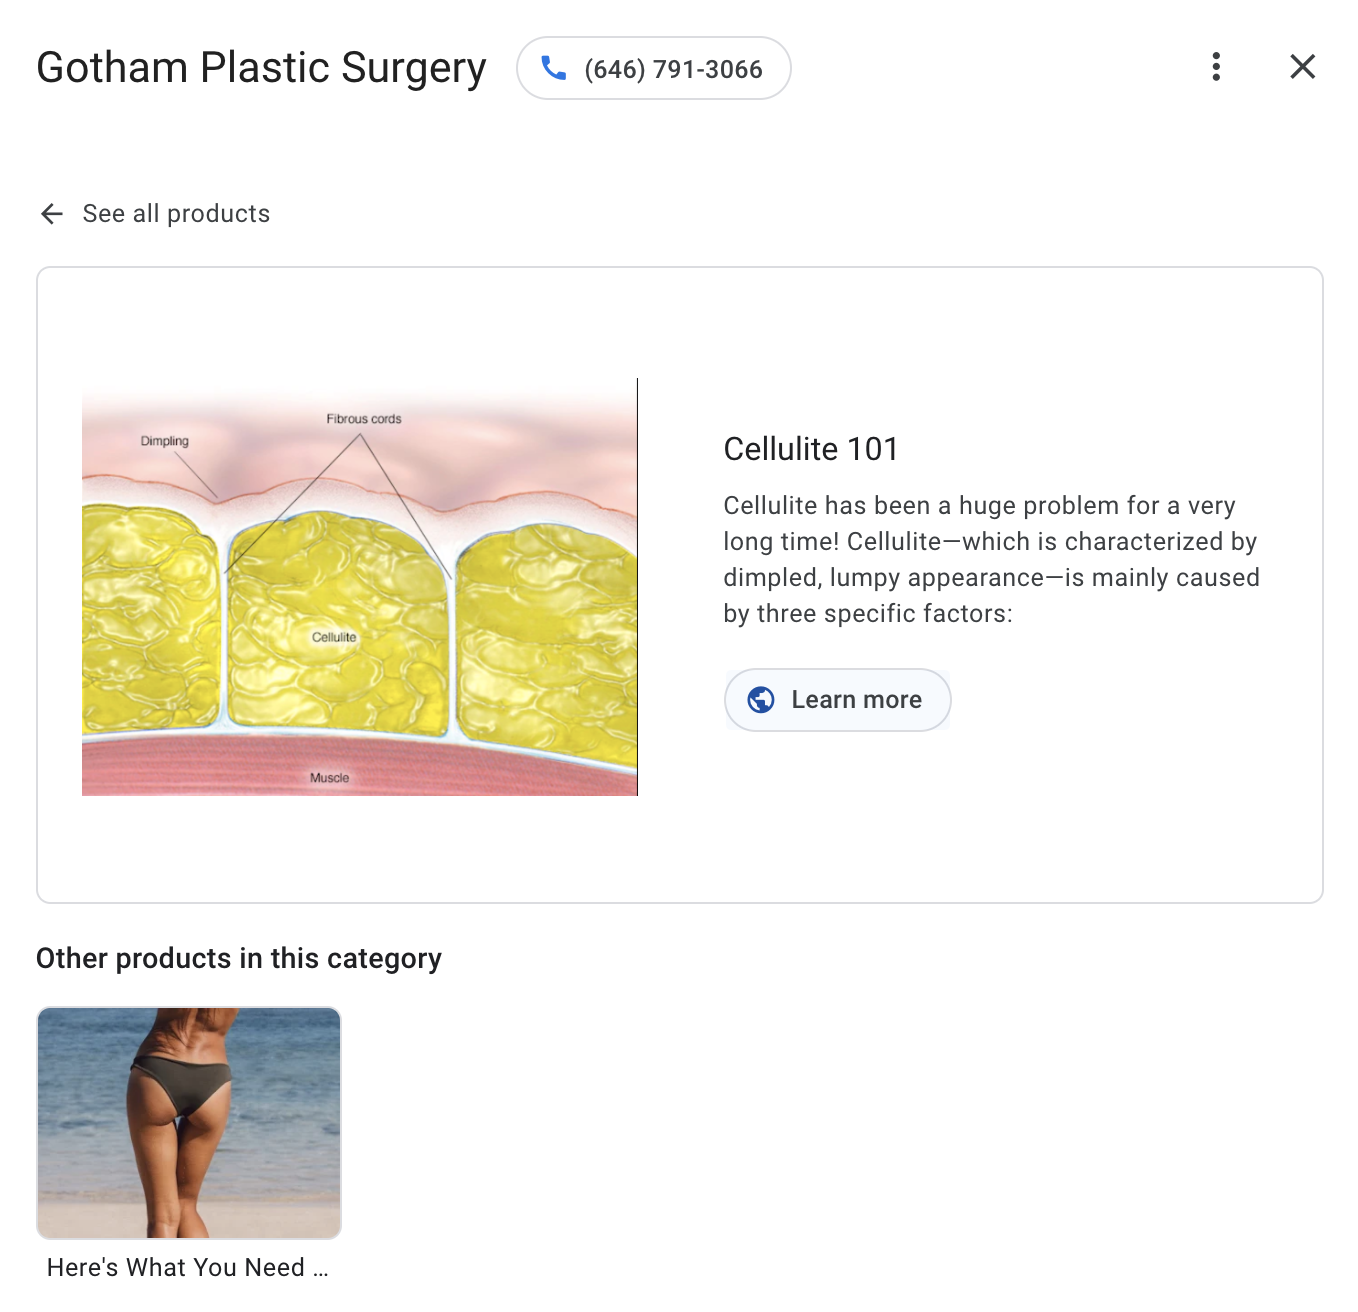 Gotham Plastic Surgery
(646) 791-3066
See all products
Fibrous cords
Dimpling
Cellulite
Muscle
Cellulite 101
Cellulite has been a huge problem for a very
long time! Cellulite—which is characterized by
dimpled, lumpy appearance—is mainly caused
by three specific factors:
Learn more
Other products in this category
Here's What You Need ...